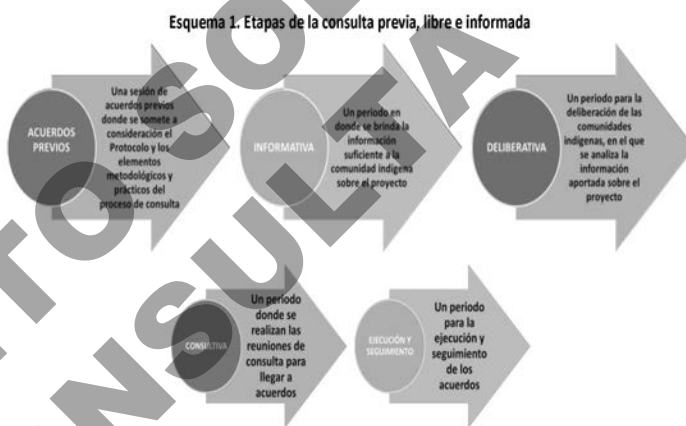 Esquema 1. Etapas de la consulta previa, libre e informada
ACUERDOS
PREVIOS
Una sesión de
acuerdos previos
donde se somete a
consideración el
Protocolo y los
elementos
metodológicos y
prácticos del
proceso de consulta
INFORMATIVA
Un periodo en
donde se brinda la
información
suficiente a la
comunidad indígena
sobre el proyecto
DELIBERATIVA
Un periodo para la
deliberación de las
comunidades
indígenas, en el que
se analiza la
información
aportada sobre el
proyecto
CONSULTIVA
Un periodo
donde se
realizan las
reuniones de
consulta para
llegar a
acuerdos
EJECUCIÓN Y
SEGUIMIENTO
Un periodo
para la
ejecución y
seguimiento
de los
acuerdos